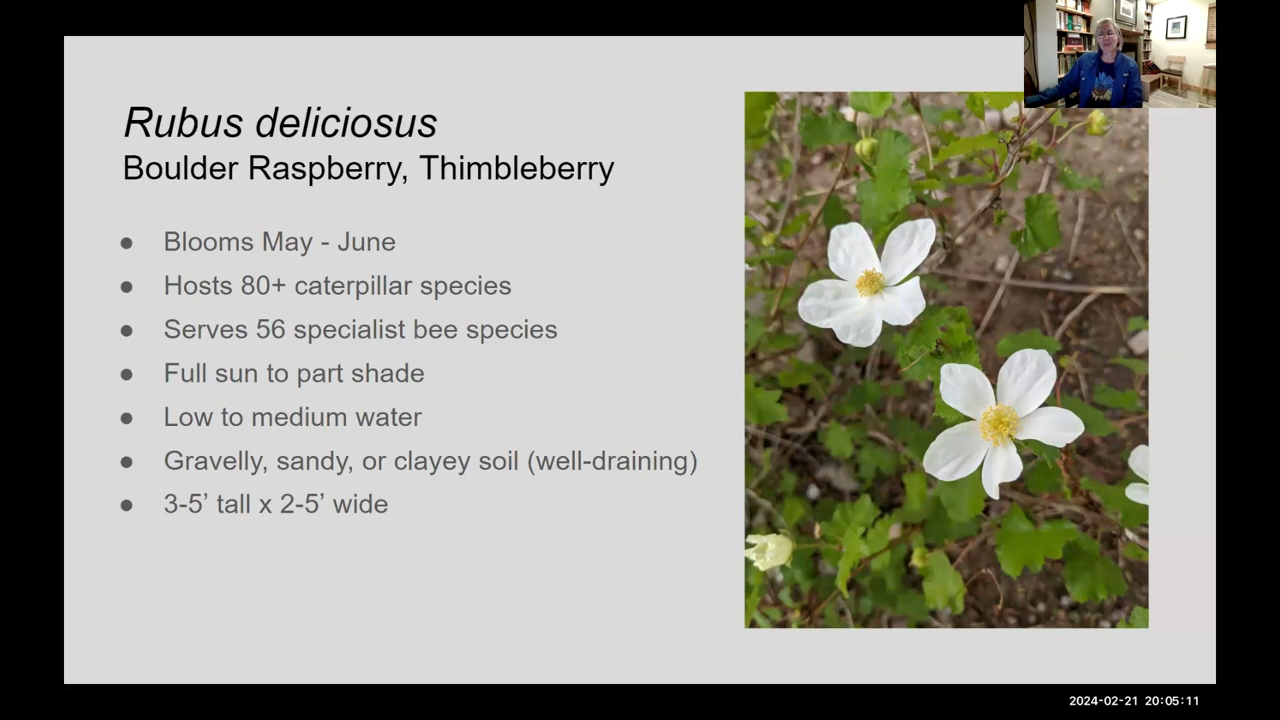 Rubus deliciosus
Boulder Raspberry, Thimbleberry
● Blooms May - June
● Hosts 80+ caterpillar species
● Serves 56 specialist bee species
● Full sun to part shade
● Low to medium water
● Gravelly, sandy, or clayey soil (well-draining)
● 3-5’ tall x 2-5’ wide
2024-02-21 20:05:11